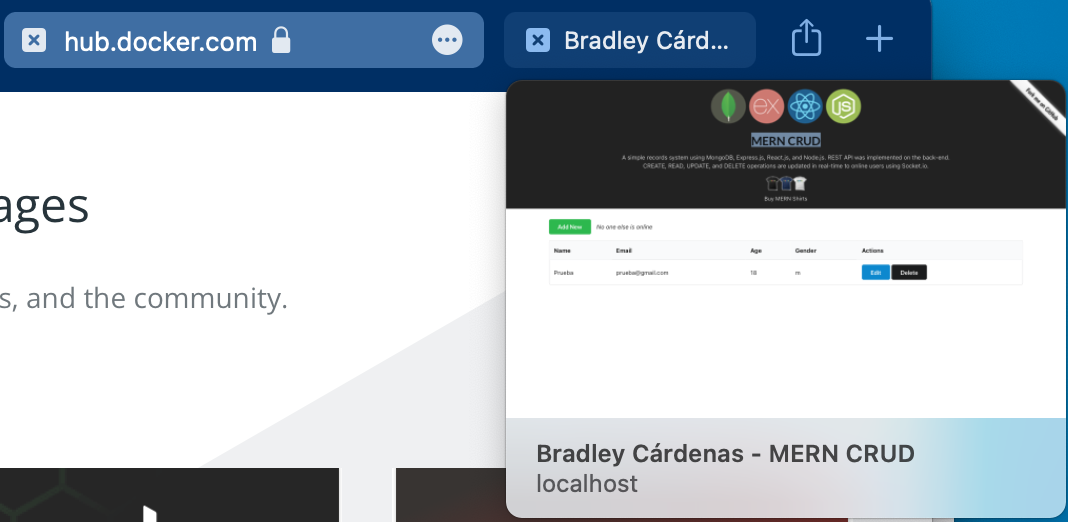 hub.docker.com
Bradley Cárd...
ages
s, and the community.
Fork me on GitHub
ex
JS
MERN CRUD
A simple records system using MongoDB, Express.js, React.js, and Node.js. REST API was implemented on the back-end.
CREATE, READ, UPDATE, and DELETE operations are updated in real-time to online users using Socket.io.
Buy MERN Shirts
Add New No one else is online
Name Email Age Gender Actions
Prueba prueba@gmail.com 18 m Edit Delete
Bradley Cárdenas - MERN CRUD
localhost